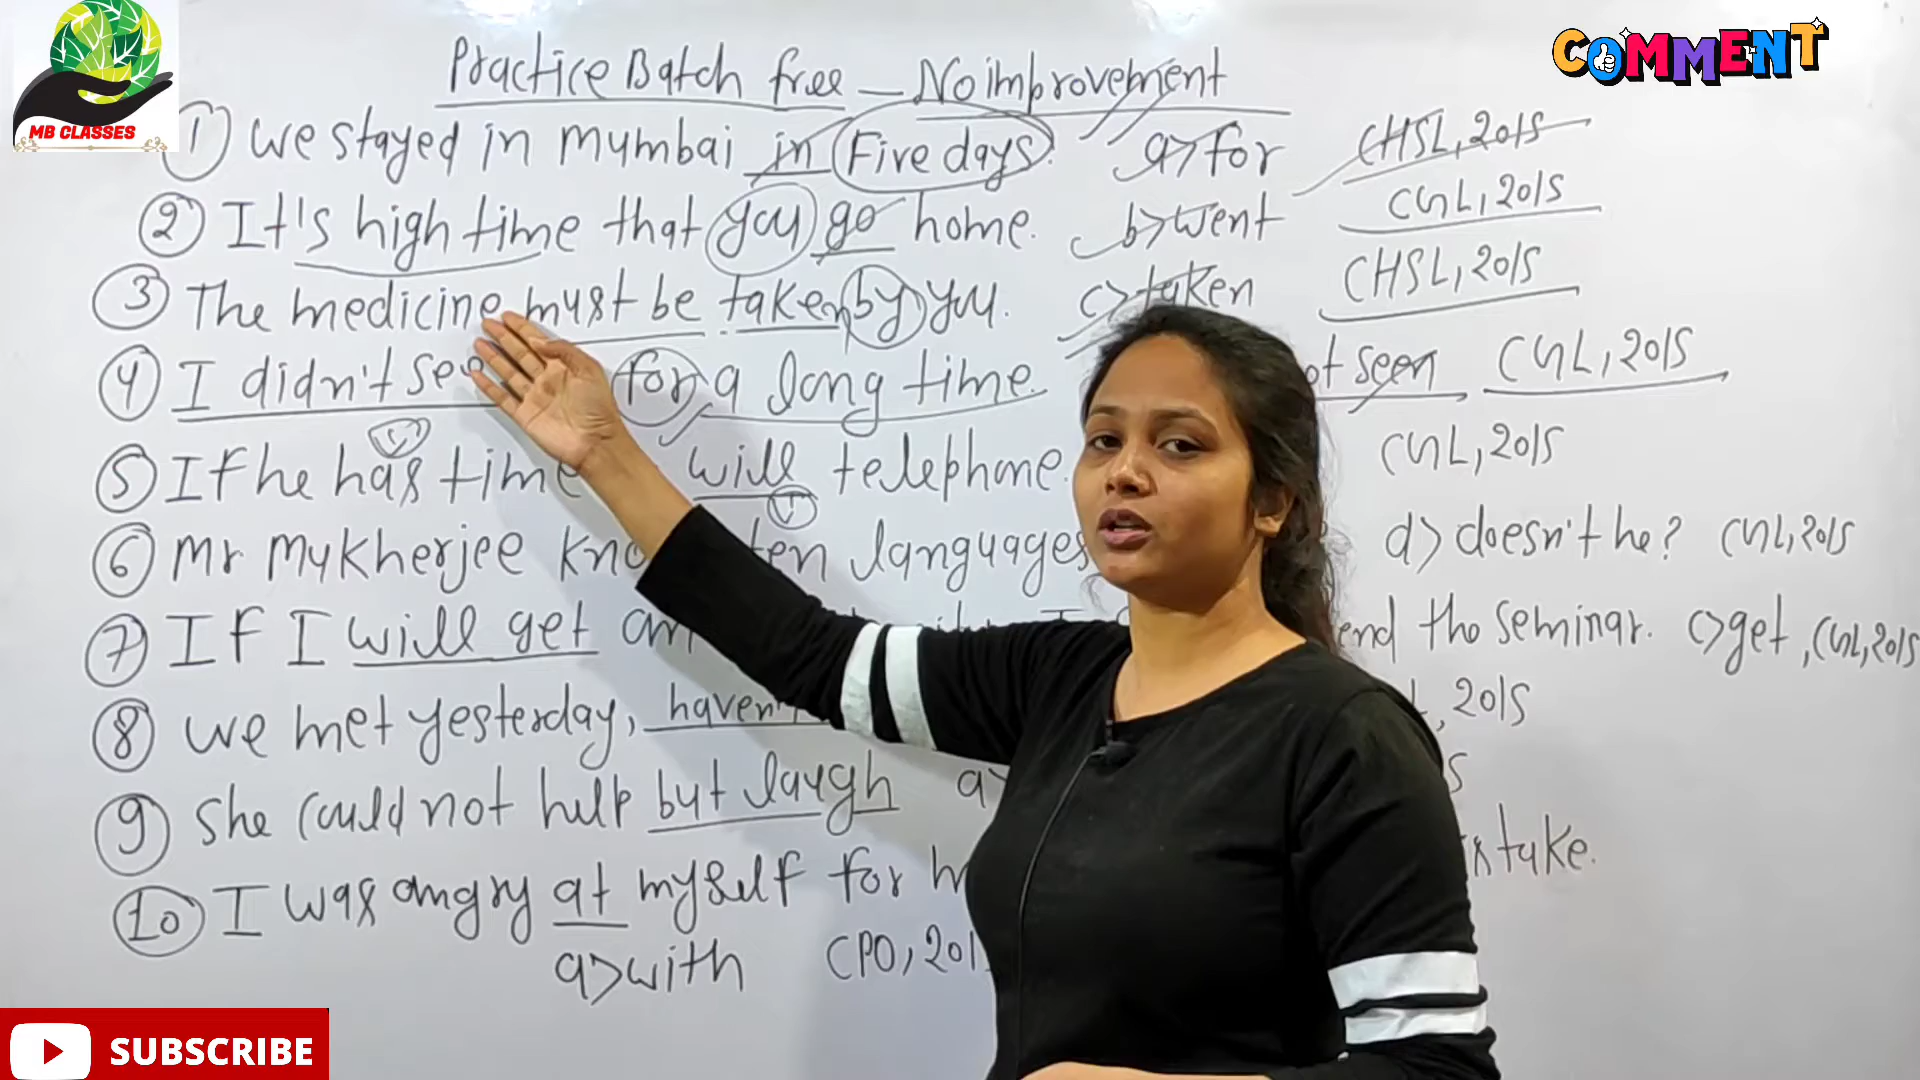 MB CLASSES
COMMENT
Practice Batch free — No improvement
1 We stayed in Mumbai in Five days. a> for CHSL, 2015
2 It's high time that you go home. b> went CGL, 2015
3 The medicine must be taken by you. c> taken CHSL, 2015
4 I didn't see for a long time. not seen CGL, 2015
5 If he has time will telephone. CGL, 2015
6 Mr Mukherjee ten languages d> doesn't he? CGL, 2015
7 If I will get I the seminar. c> get, CGL, 2015
8 We met yesterday, haven't , 2015
9 She could not help but laugh a>
10 I was angry at myself for
a> with CPO, 201
SUBSCRIBE